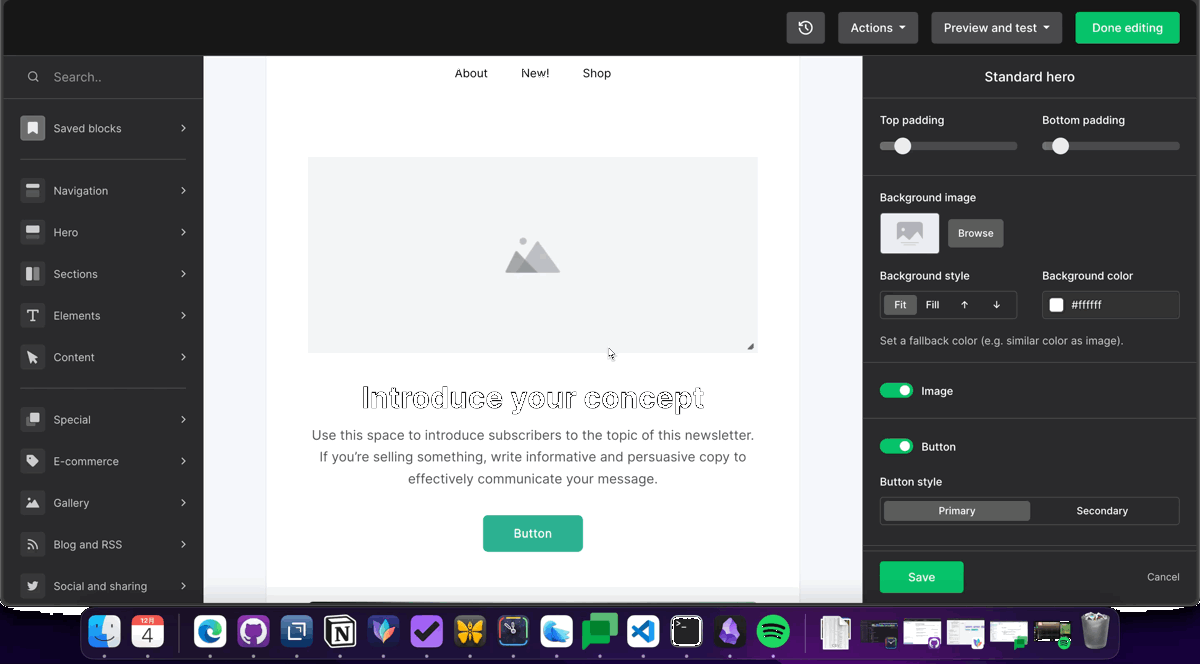 Actions
Preview and test
Done editing
Search..
Saved blocks
Navigation
Hero
Sections
Elements
Content
Special
E-commerce
Gallery
Blog and RSS
Social and sharing
About New! Shop
Introduce your concept
Use this space to introduce subscribers to the topic of this newsletter.
If you’re selling something, write informative and persuasive copy to
effectively communicate your message.
Button
Standard hero
Top padding Bottom padding
Background image
Browse
Background style Background color
Fit Fill ↑ ↓ #ffffff
Set a fallback color (e.g. similar color as image).
Image
Button
Button style
Primary Secondary
Save Cancel
12月
4